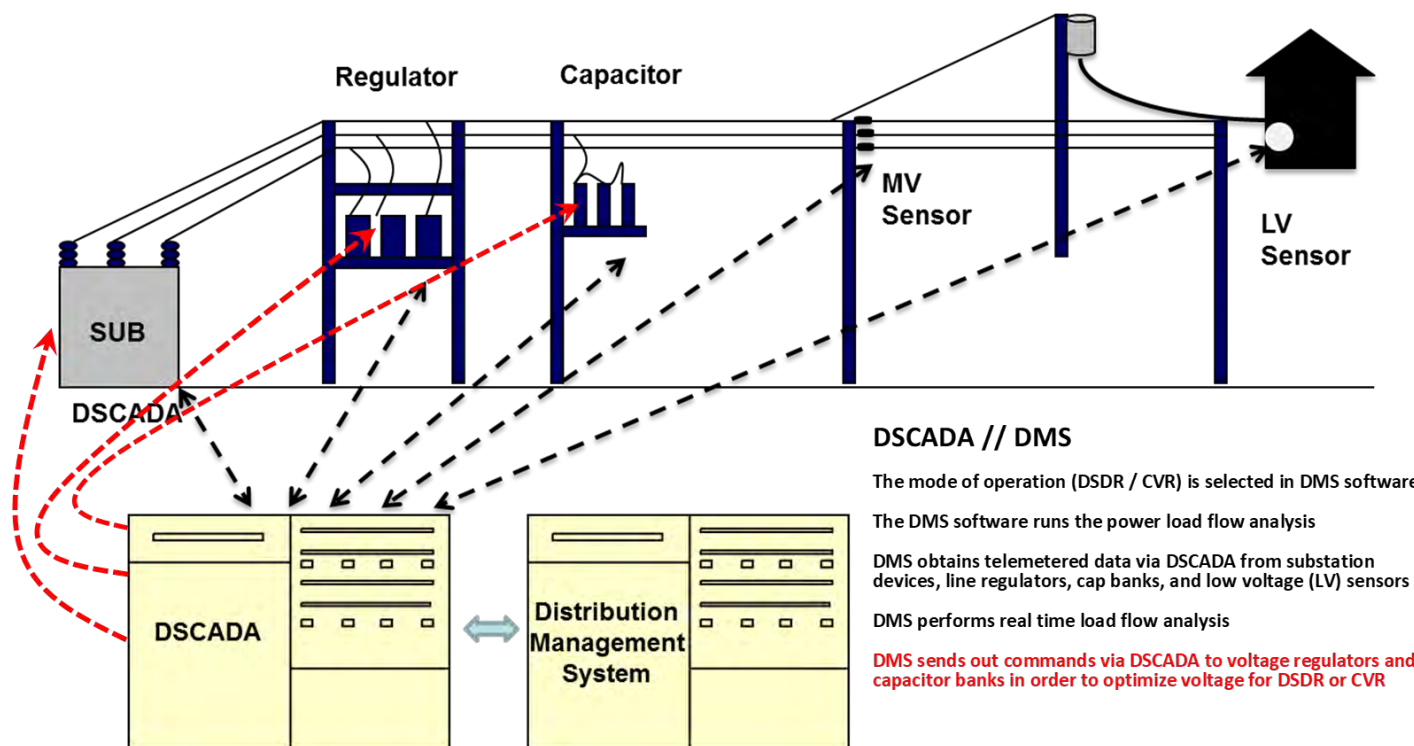 Regulator
Capacitor
MV
Sensor
LV
Sensor
SUB
DSCADA
DSCADA
Distribution
Management
System
DSCADA // DMS
The mode of operation (DSDR / CVR) is selected in DMS software
The DMS software runs the power load flow analysis
DMS obtains telemetered data via DSCADA from substation
devices, line regulators, cap banks, and low voltage (LV) sensors
DMS performs real time load flow analysis
DMS sends out commands via DSCADA to voltage regulators and
capacitor banks in order to optimize voltage for DSDR or CVR